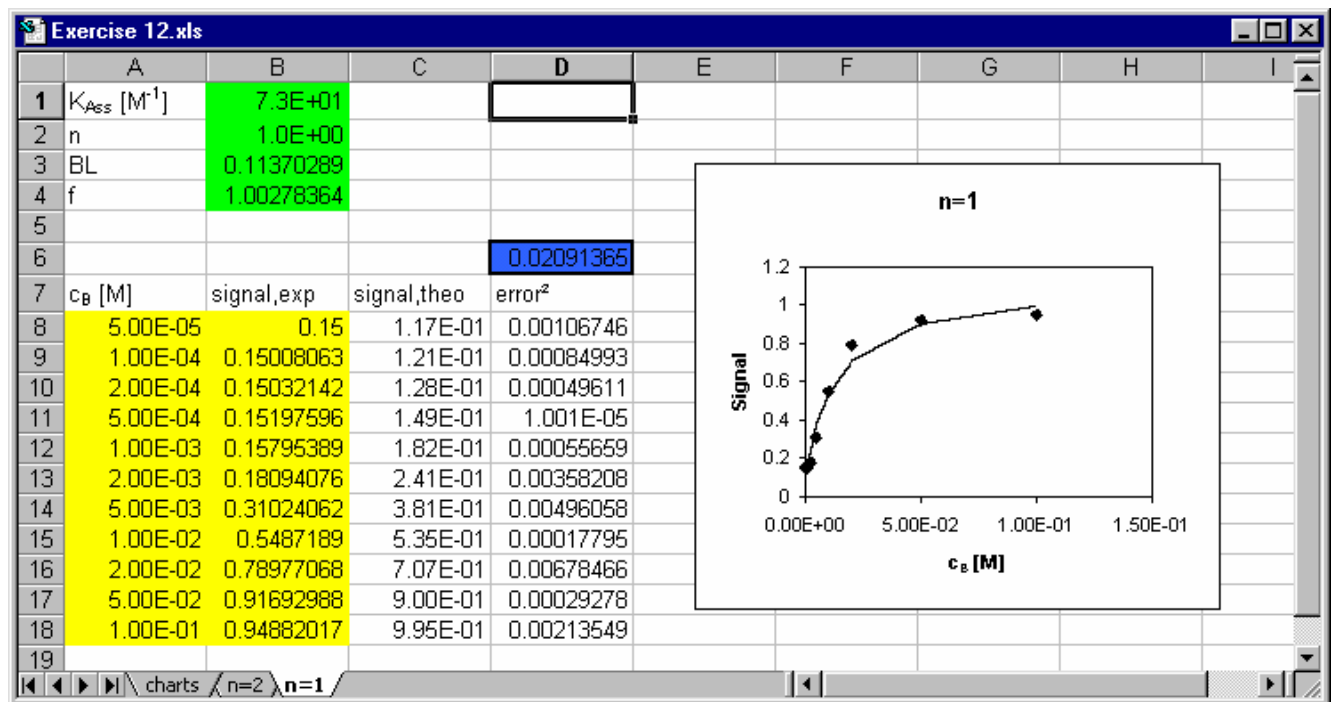 Exercise 12.xls
A B C D E F G H I
1 K_Ass [M⁻¹] 7.3E+01
2 n 1.0E+00
3 BL 0.11370289
4 f 1.00278364
5
6 0.02091365
7 c_B [M] signal,exp signal,theo error²
8 5.00E-05 0.15 1.17E-01 0.00106746
9 1.00E-04 0.15008063 1.21E-01 0.00084993
10 2.00E-04 0.15032142 1.28E-01 0.00049611
11 5.00E-04 0.15197596 1.49E-01 1.001E-05
12 1.00E-03 0.15795389 1.82E-01 0.00055659
13 2.00E-03 0.18094076 2.41E-01 0.00358208
14 5.00E-03 0.31024062 3.81E-01 0.00496058
15 1.00E-02 0.5487189 5.35E-01 0.00017795
16 2.00E-02 0.78977068 7.07E-01 0.00678466
17 5.00E-02 0.91692988 9.00E-01 0.00029278
18 1.00E-01 0.94882017 9.95E-01 0.00213549
19
n=1
1.2
1
0.8
0.6
0.4
0.2
0
Signal
0.00E+00 5.00E-02 1.00E-01 1.50E-01
c_B [M]
charts n=2 n=1